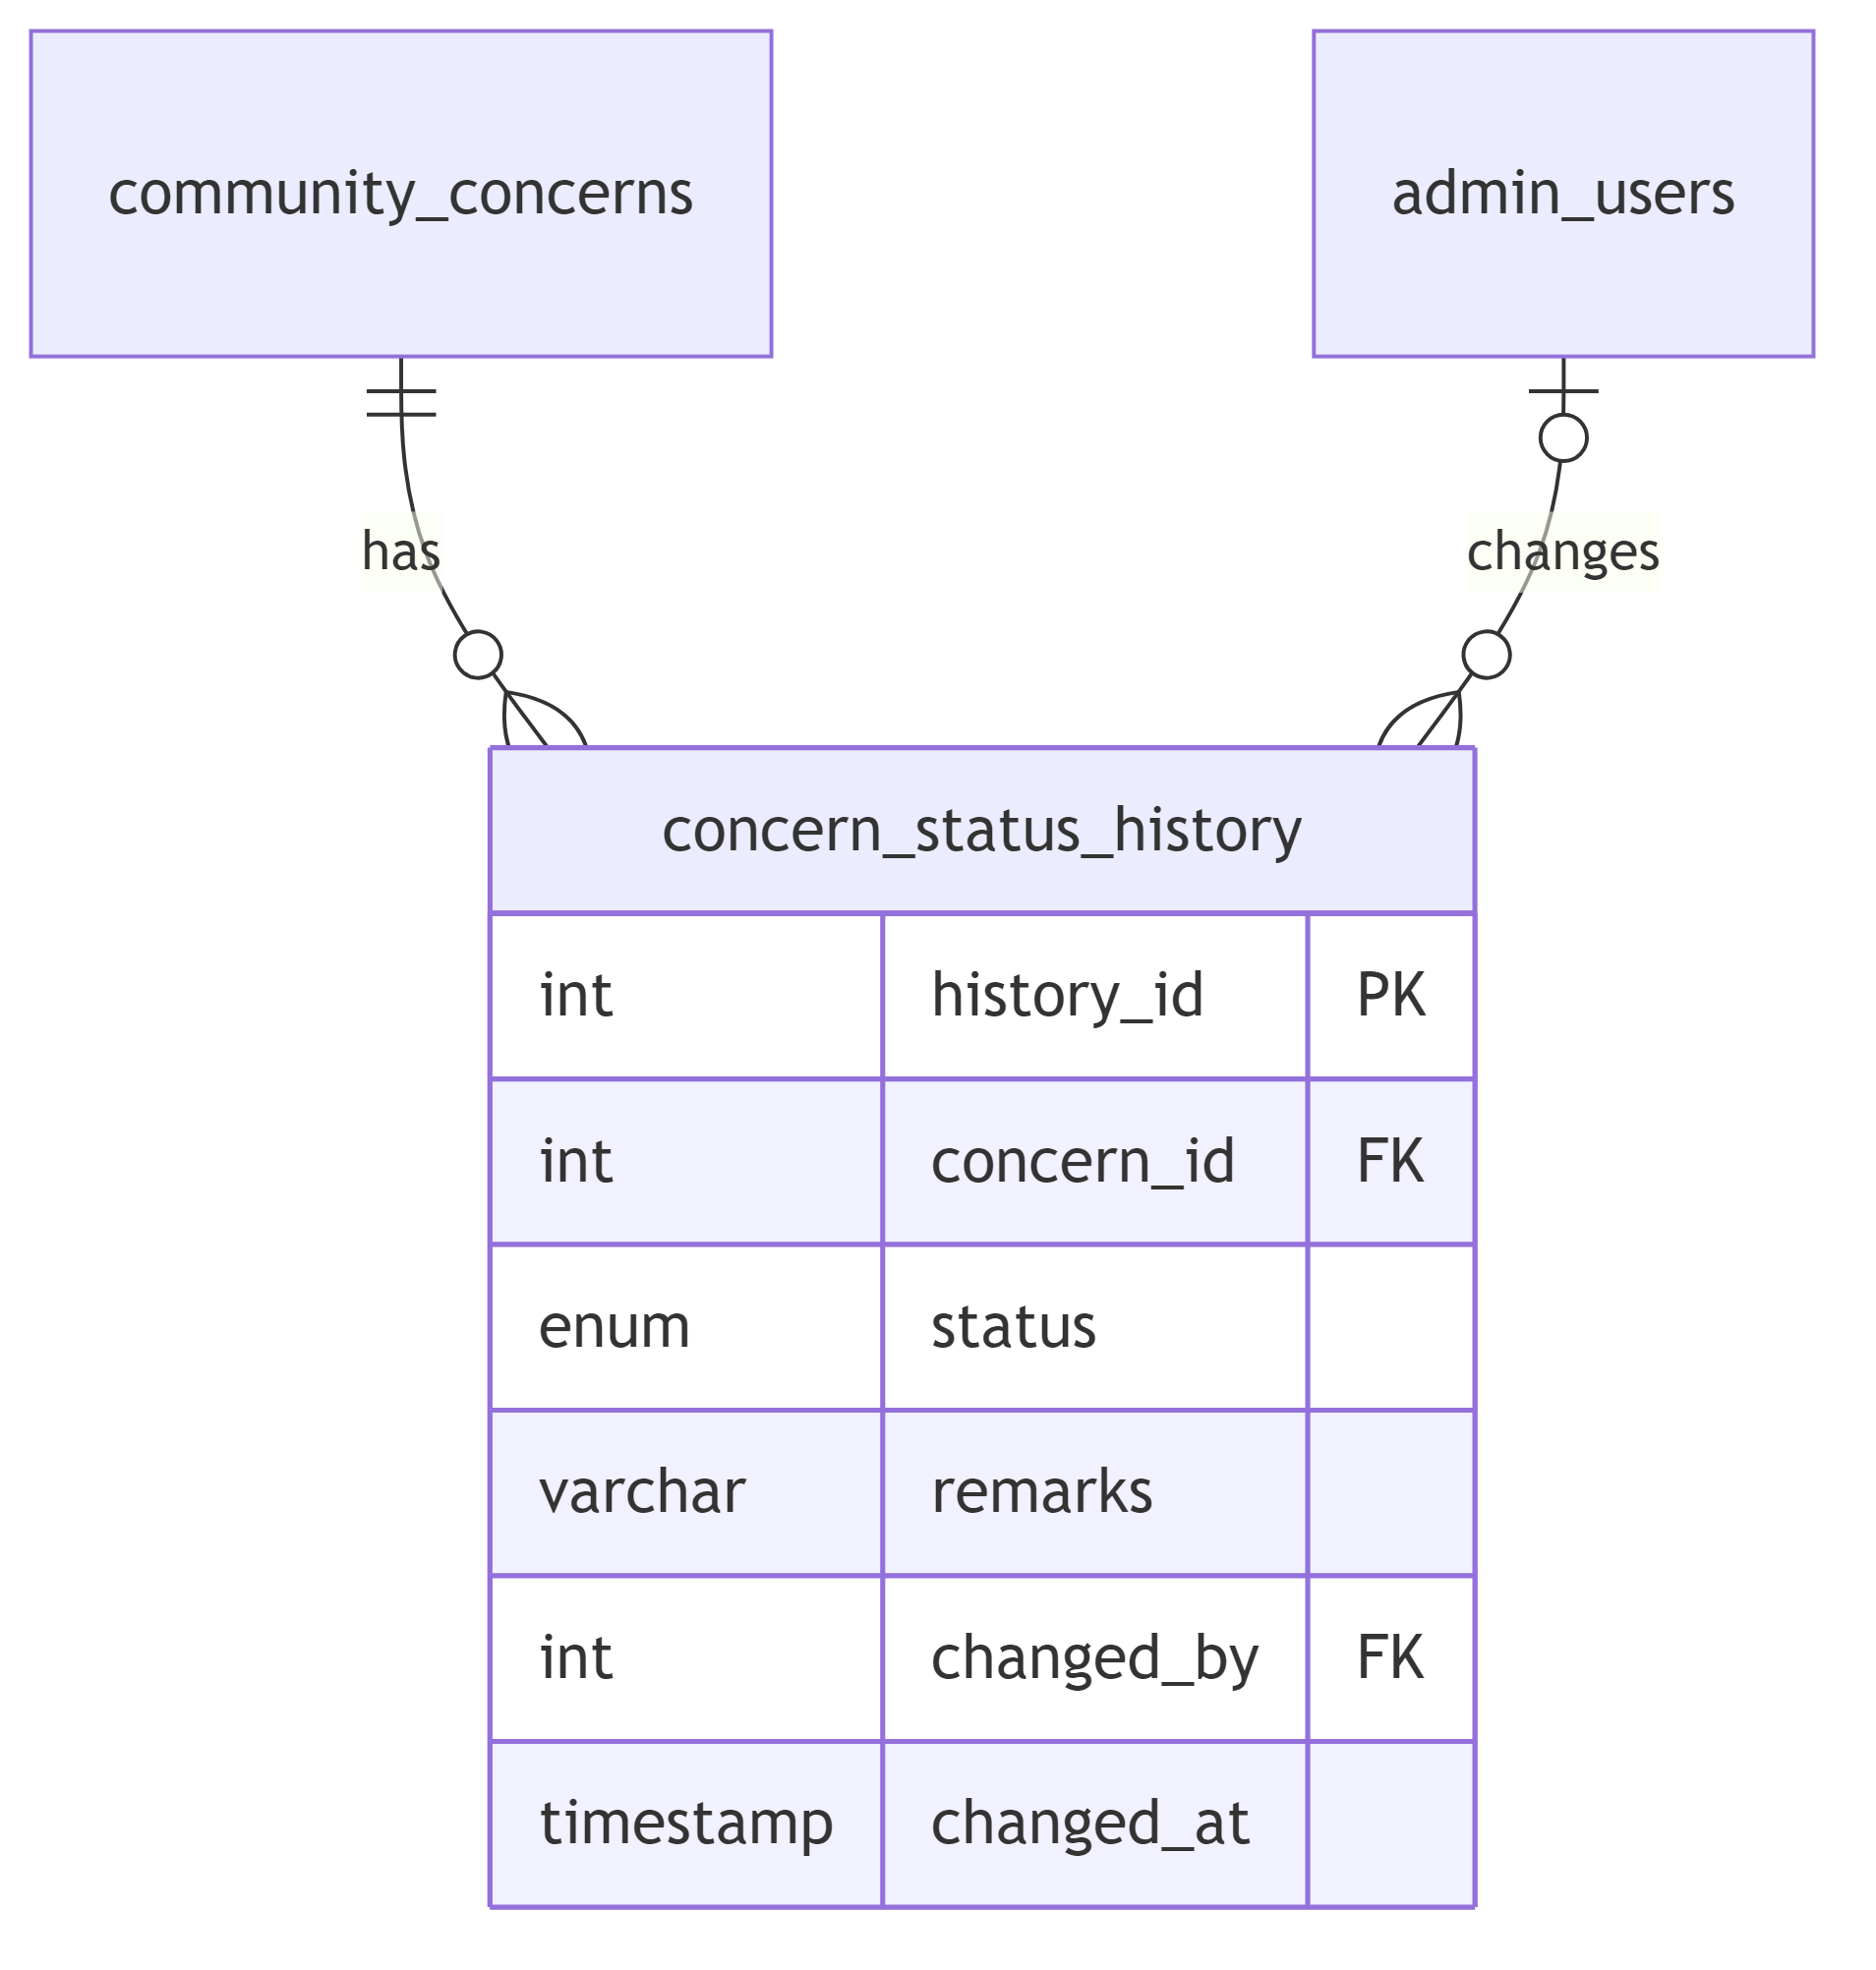 community_concerns
admin_users
has
changes
concern_status_history
int history_id PK
int concern_id FK
enum status
varchar remarks
int changed_by FK
timestamp changed_at